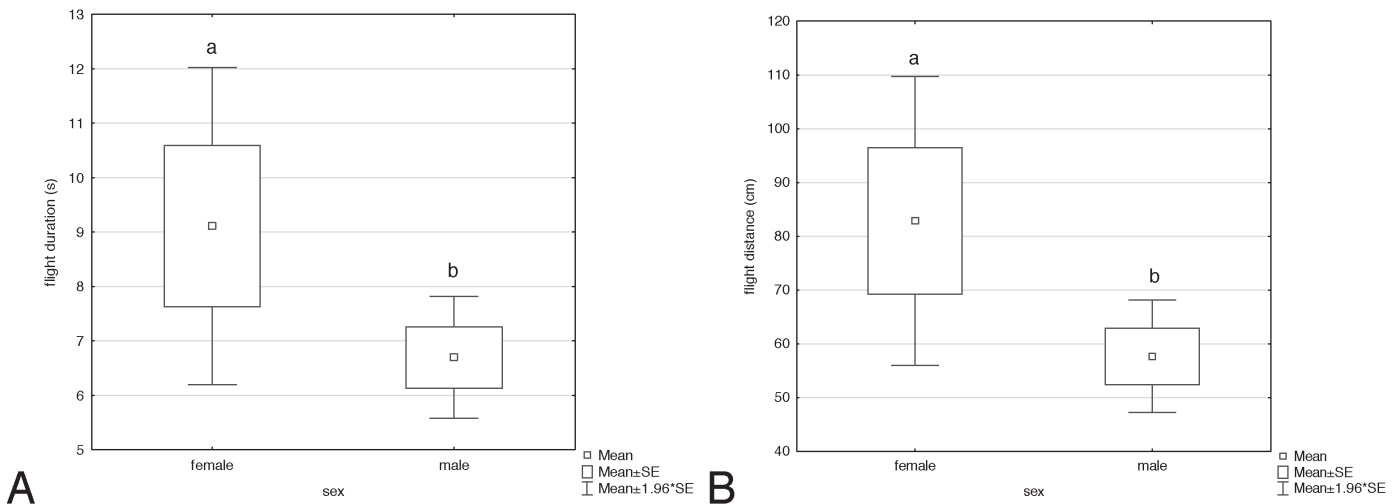 A
13
12
11
10
9
8
7
6
5
flight duration (s)
a
b
female male
sex
Mean
Mean±SE
Mean±1.96*SE
B
120
110
100
90
80
70
60
50
40
flight distance (cm)
a
b
female male
sex
Mean
Mean±SE
Mean±1.96*SE